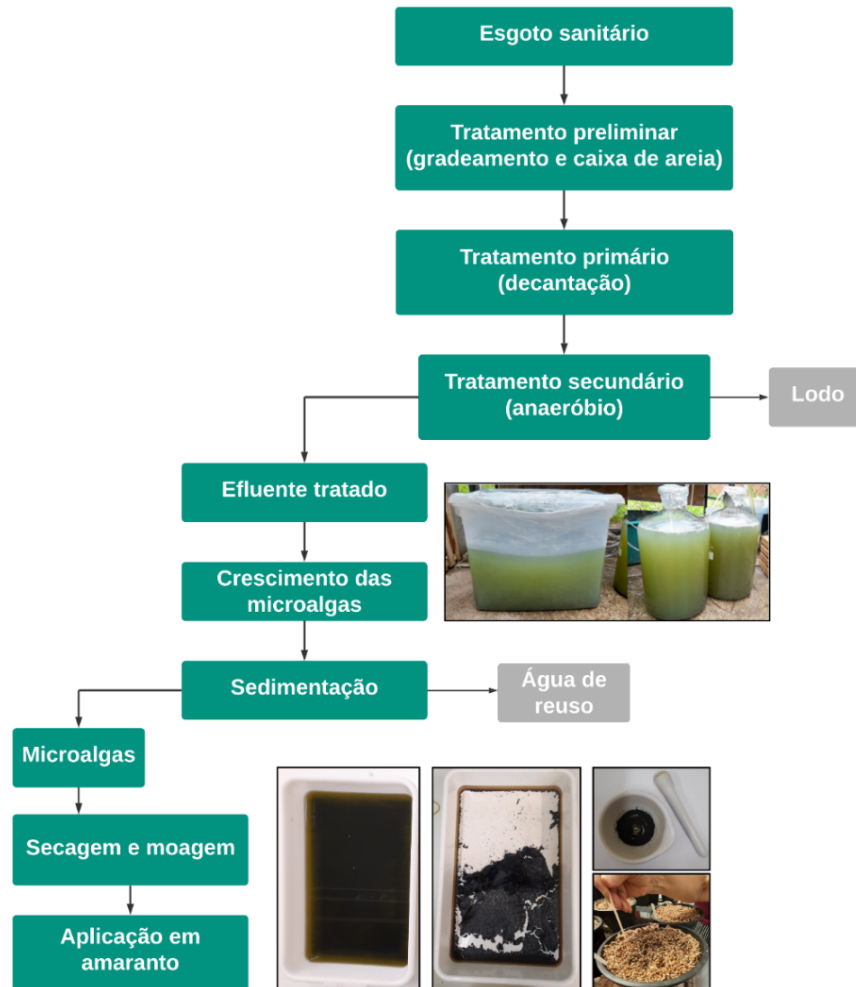 Esgoto sanitário
Tratamento preliminar
(gradeamento e caixa de areia)
Tratamento primário
(decantação)
Tratamento secundário
(anaeróbio)
Lodo
Efluente tratado
Crescimento das
microalgas
Sedimentação
Água de
reuso
Microalgas
Secagem e moagem
Aplicação em
amaranto